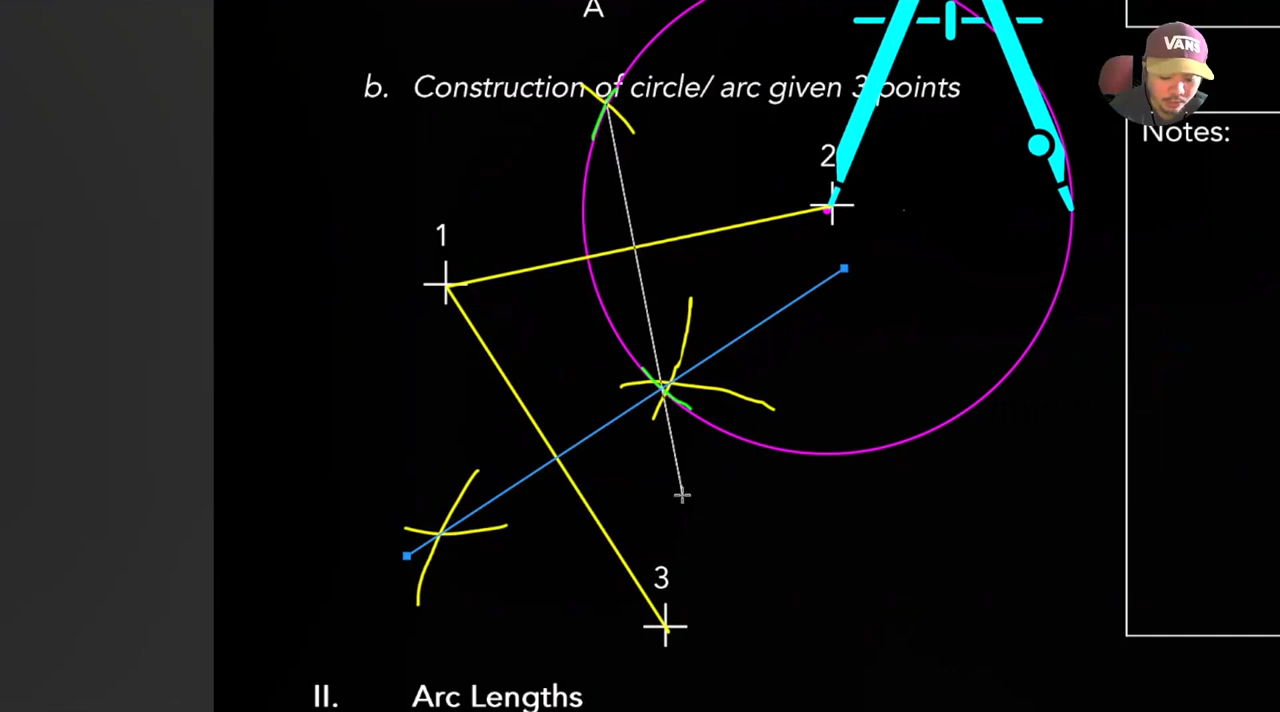 A
b. Construction of circle/ arc given 3 points
VANS
Notes:
2
1
3
II. Arc Lengths